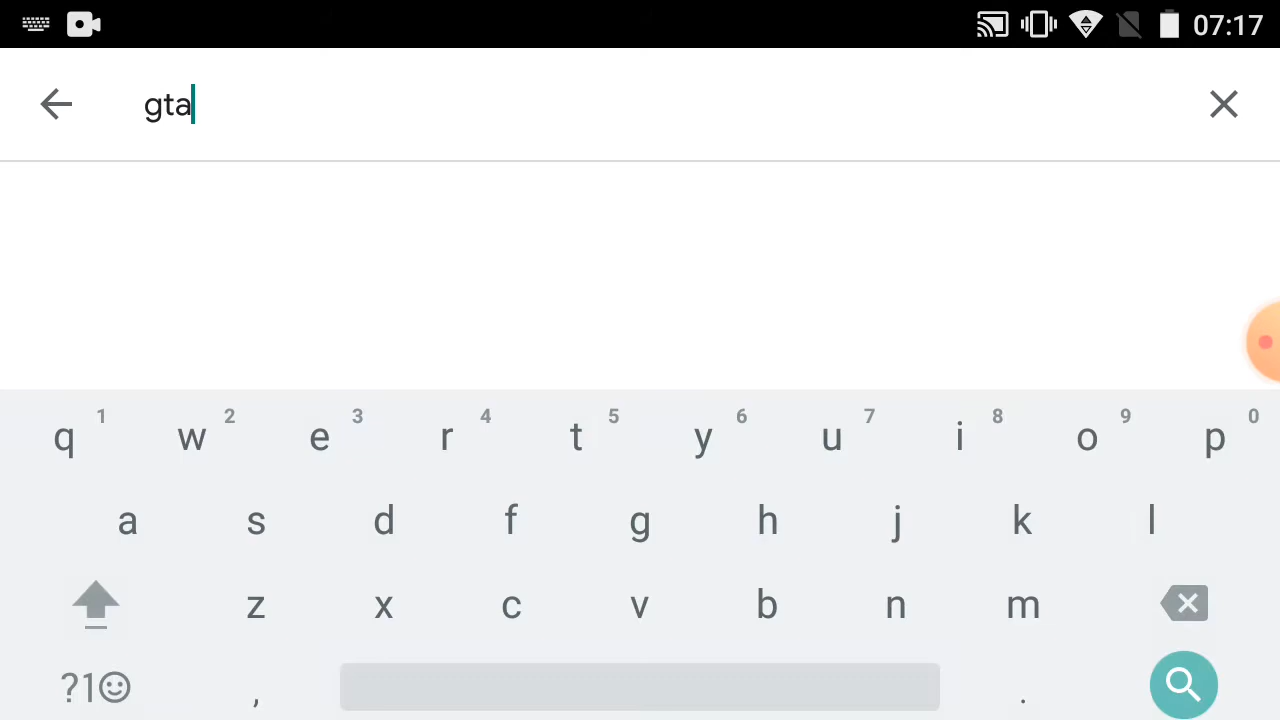 07:17
gta
1 2 3 4 5 6 7 8 9 0
q w e r t y u i o p
a s d f g h j k l
z x c v b n m
?1☺ , .